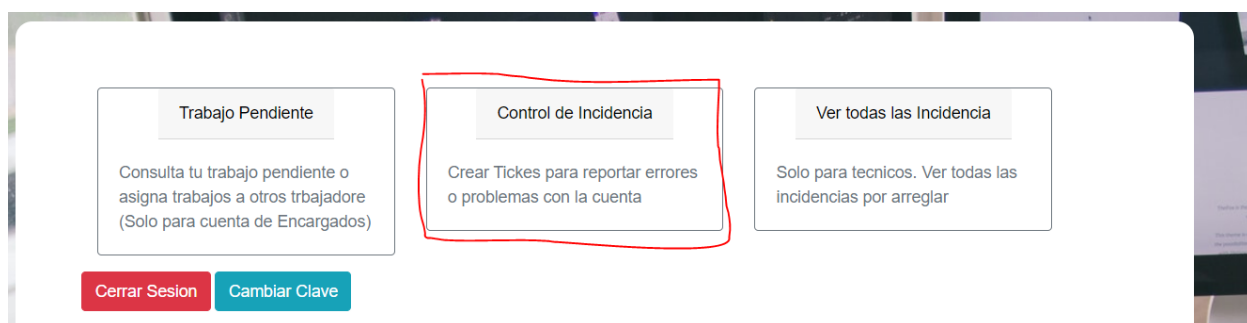 Trabajo Pendiente
Consulta tu trabajo pendiente o
asigna trabajos a otros trbajadore
(Solo para cuenta de Encargados)
Control de Incidencia
Crear Tickes para reportar errores
o problemas con la cuenta
Ver todas las Incidencia
Solo para tecnicos. Ver todas las
incidencias por arreglar
Cerrar Sesion
Cambiar Clave